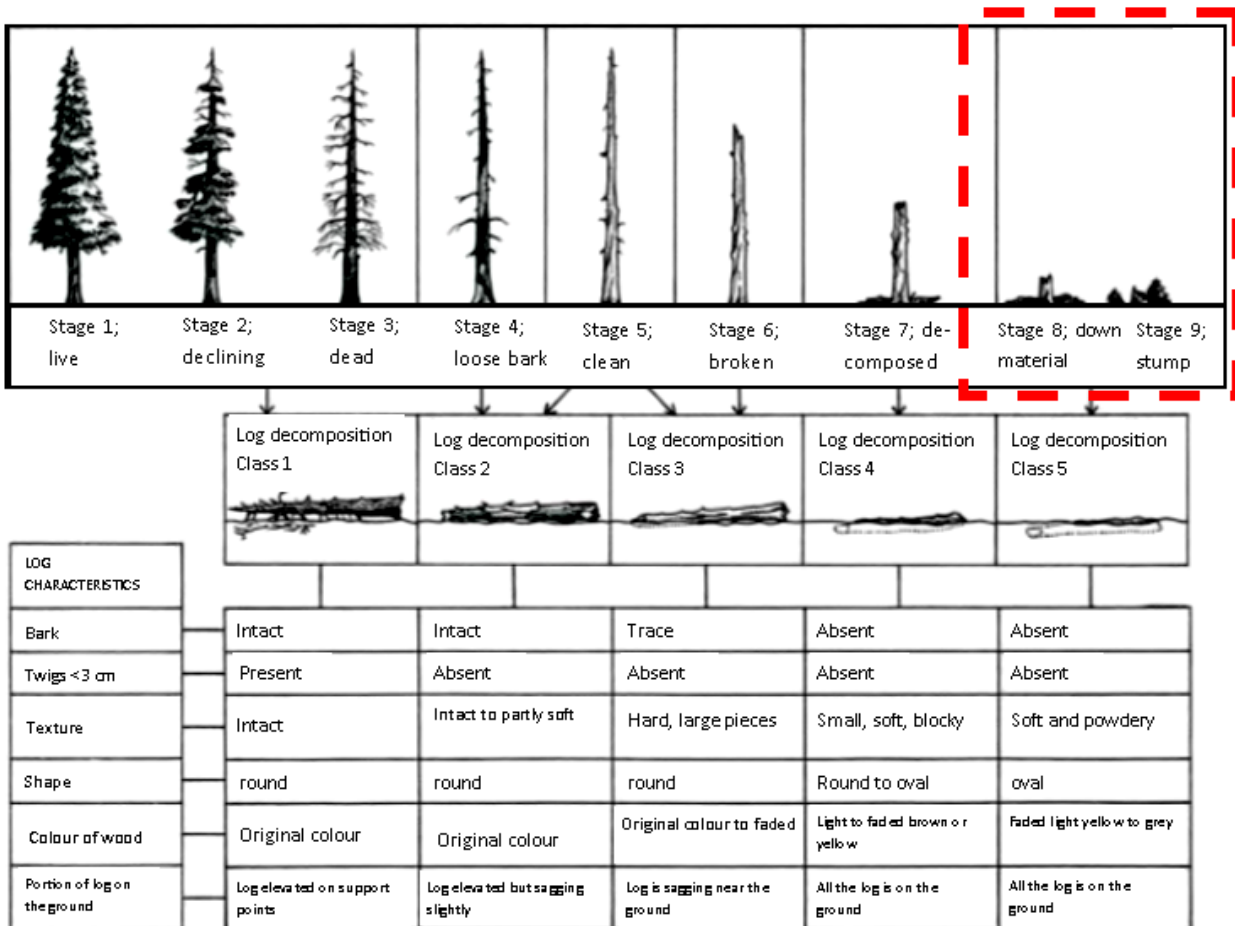 Stage 1;
live
Stage 2;
declining
Stage 3;
dead
Stage 4;
loose bark
Stage 5;
clean
Stage 6;
broken
Stage 7; de-
composed
Stage 8; down
material
Stage 9;
stump
Log decomposition
Class 1
Log decomposition
Class 2
Log decomposition
Class 3
Log decomposition
Class 4
Log decomposition
Class 5
LOG
CHARACTERISTICS
Bark
Intact
Intact
Trace
Absent
Absent
Twigs <3 cm
Present
Absent
Absent
Absent
Absent
Texture
Intact
Intact to partly soft
Hard, large pieces
Small, soft, blocky
Soft and powdery
Shape
round
round
round
Round to oval
oval
Colour of wood
Original colour
Original colour
Original colour to faded
Light to faded brown or
yellow
Faded light yellow to grey
Portion of log on
the ground
Log elevated on support
points
Log elevated but sagging
slightly
Log is sagging near the
ground
All the log is on the
ground
All the log is on the
ground